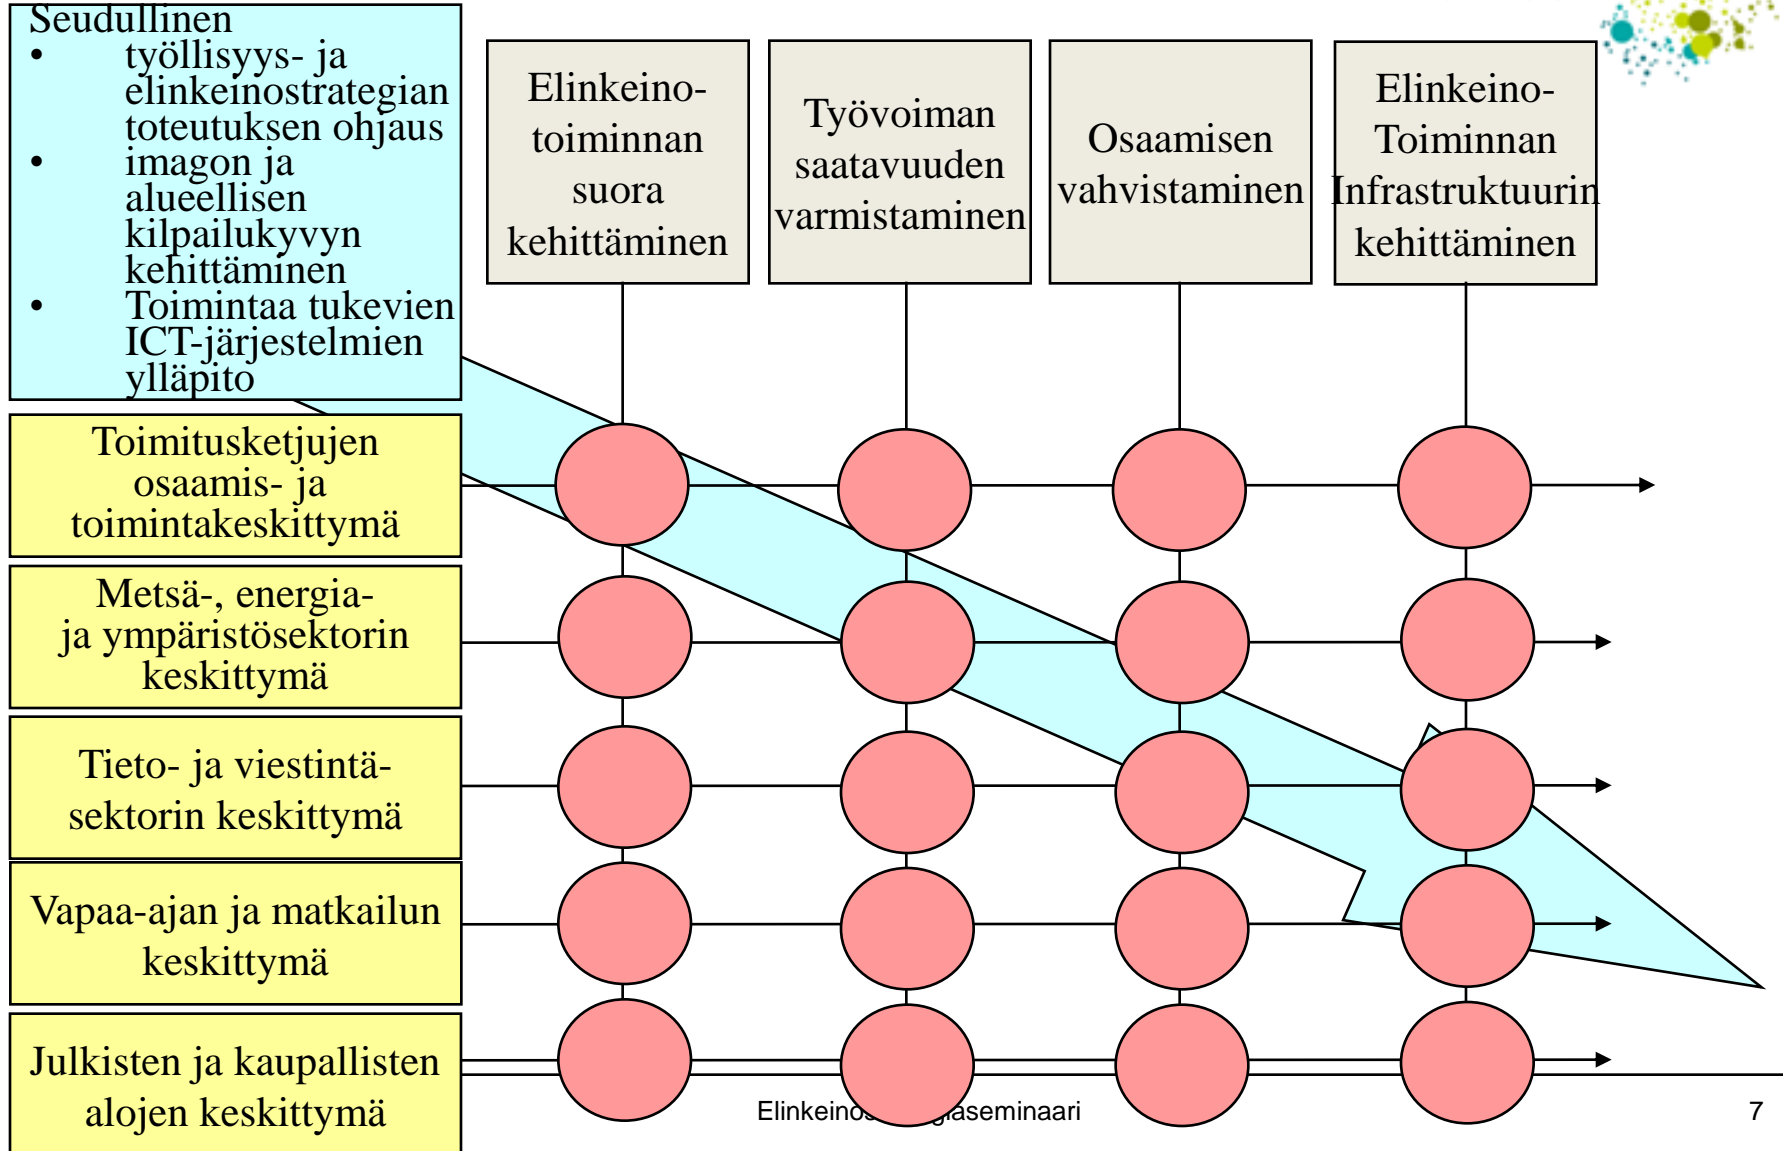 Seudullinen
• työllisyys- ja
elinkeinostrategian
toteutuksen ohjaus
• imagon ja
alueellisen
kilpailukyvyn
kehittäminen
• Toimintaa tukevien
ICT-järjestelmien
ylläpito
Elinkeino-
toiminnan
suora
kehittäminen
Työvoiman
saatavuuden
varmistaminen
Osaamisen
vahvistaminen
Elinkeino-
Toiminnan
Infrastruktuurin
kehittäminen
Toimitusketjujen
osaamis- ja
toimintakeskittymä
Metsä-, energia-
ja ympäristösektorin
keskittymä
Tieto- ja viestintä-
sektorin keskittymä
Vapaa-ajan ja matkailun
keskittymä
Julkisten ja kaupallisten
alojen keskittymä
7